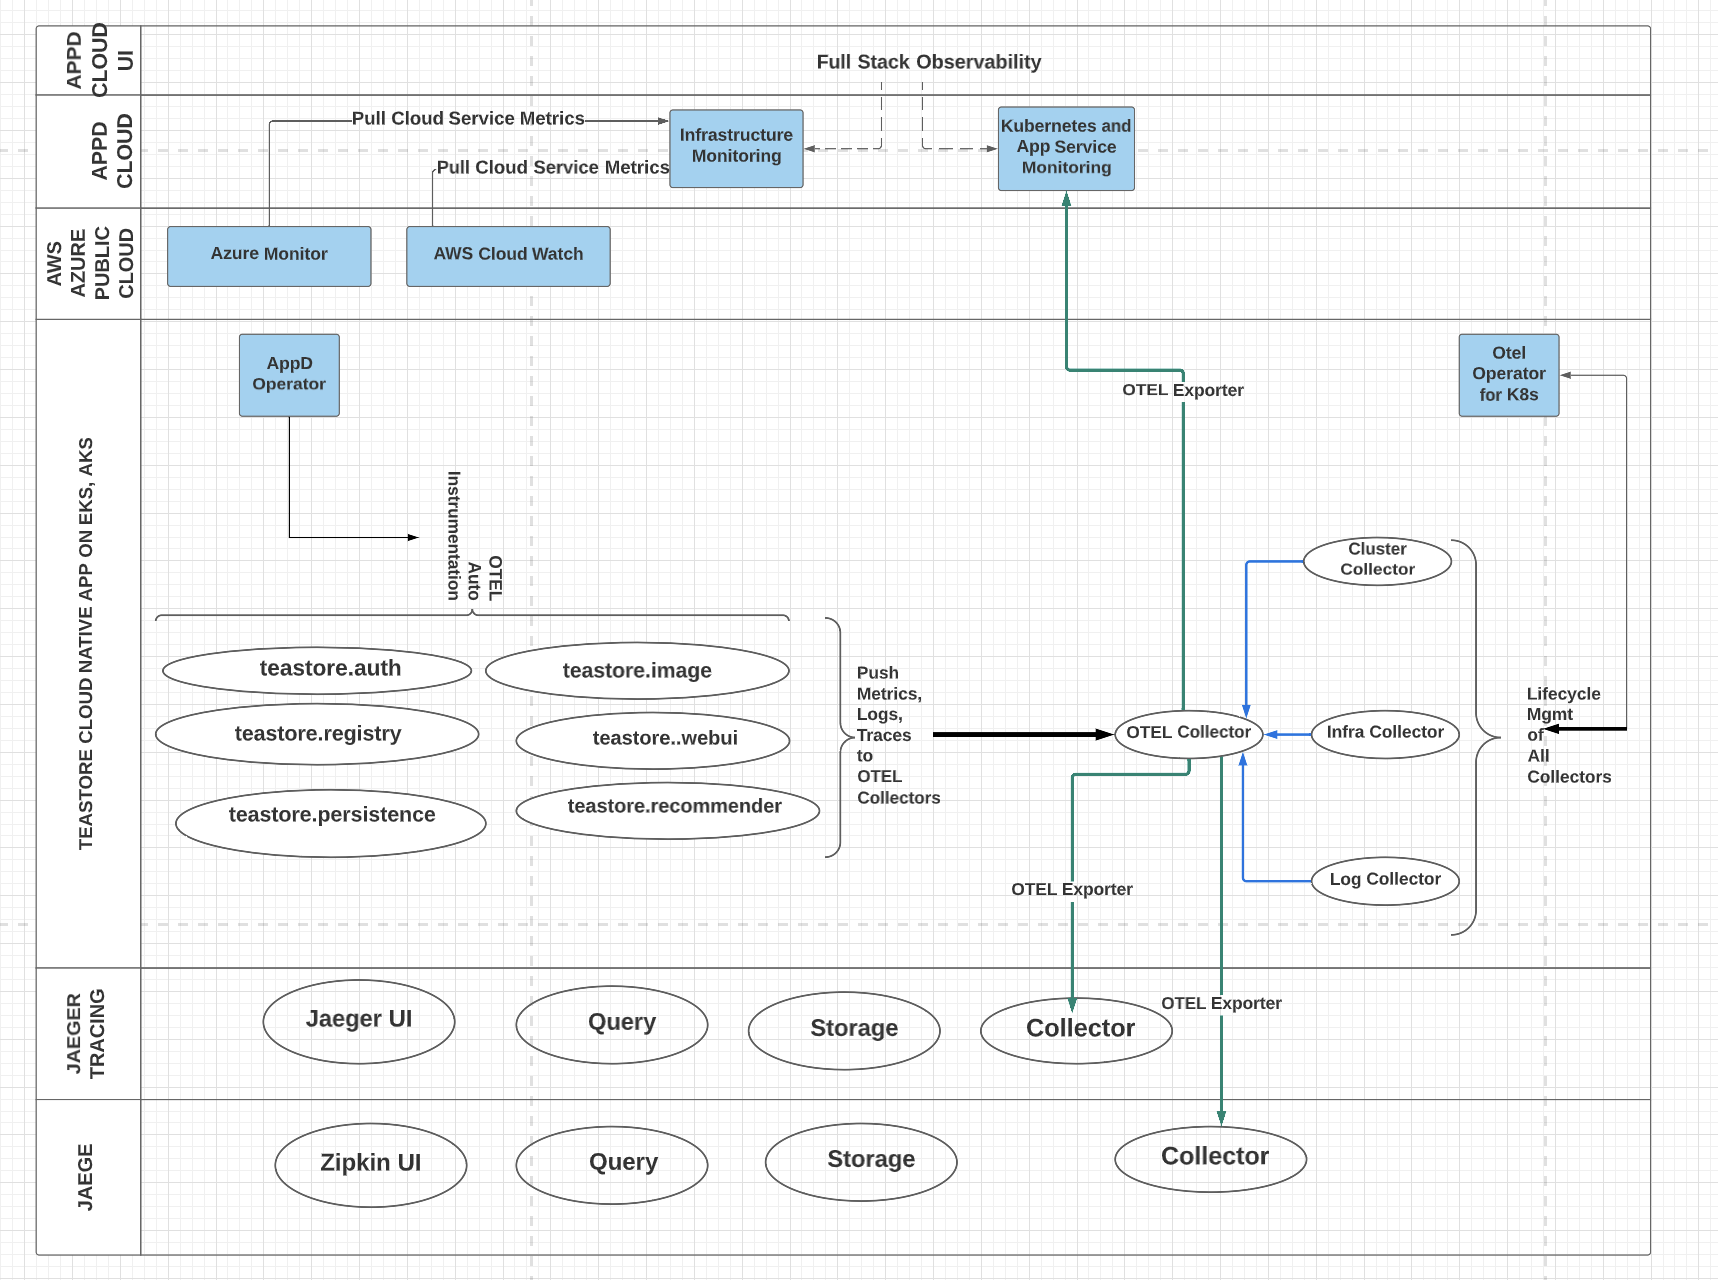 APPD
CLOUD
UI
Full Stack Observability
APPD
CLOUD
Pull Cloud Service Metrics
Pull Cloud Service Metrics
Infrastructure
Monitoring
Kubernetes and
App Service
Monitoring
AWS
AZURE
PUBLIC
CLOUD
Azure Monitor
AWS Cloud Watch
TEASTORE CLOUD NATIVE APP ON EKS, AKS
AppD
Operator
OTEL
Auto
Instrumentation
teastore.auth
teastore.image
teastore.registry
teastore..webui
teastore.persistence
teastore.recommender
Push
Metrics,
Logs,
Traces
to
OTEL
Collectors
OTEL Exporter
OTEL Collector
OTEL Exporter
OTEL Exporter
Otel
Operator
for K8s
Cluster
Collector
Infra Collector
Log Collector
Lifecycle
Mgmt
of
All
Collectors
JAEGER
TRACING
Jaeger UI
Query
Storage
Collector
JAEGE
Zipkin UI
Query
Storage
Collector